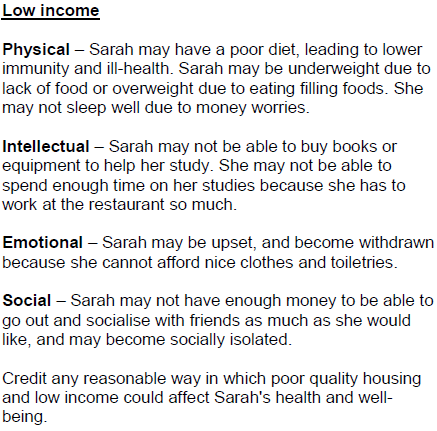 Low income
Physical – Sarah may have a poor diet, leading to lower
immunity and ill-health. Sarah may be underweight due to
lack of food or overweight due to eating filling foods. She
may not sleep well due to money worries.
Intellectual – Sarah may not be able to buy books or
equipment to help her study. She may not be able to
spend enough time on her studies because she has to
work at the restaurant so much.
Emotional – Sarah may be upset, and become withdrawn
because she cannot afford nice clothes and toiletries.
Social – Sarah may not have enough money to be able to
go out and socialise with friends as much as she would
like, and may become socially isolated.
Credit any reasonable way in which poor quality housing
and low income could affect Sarah's health and well-
being.